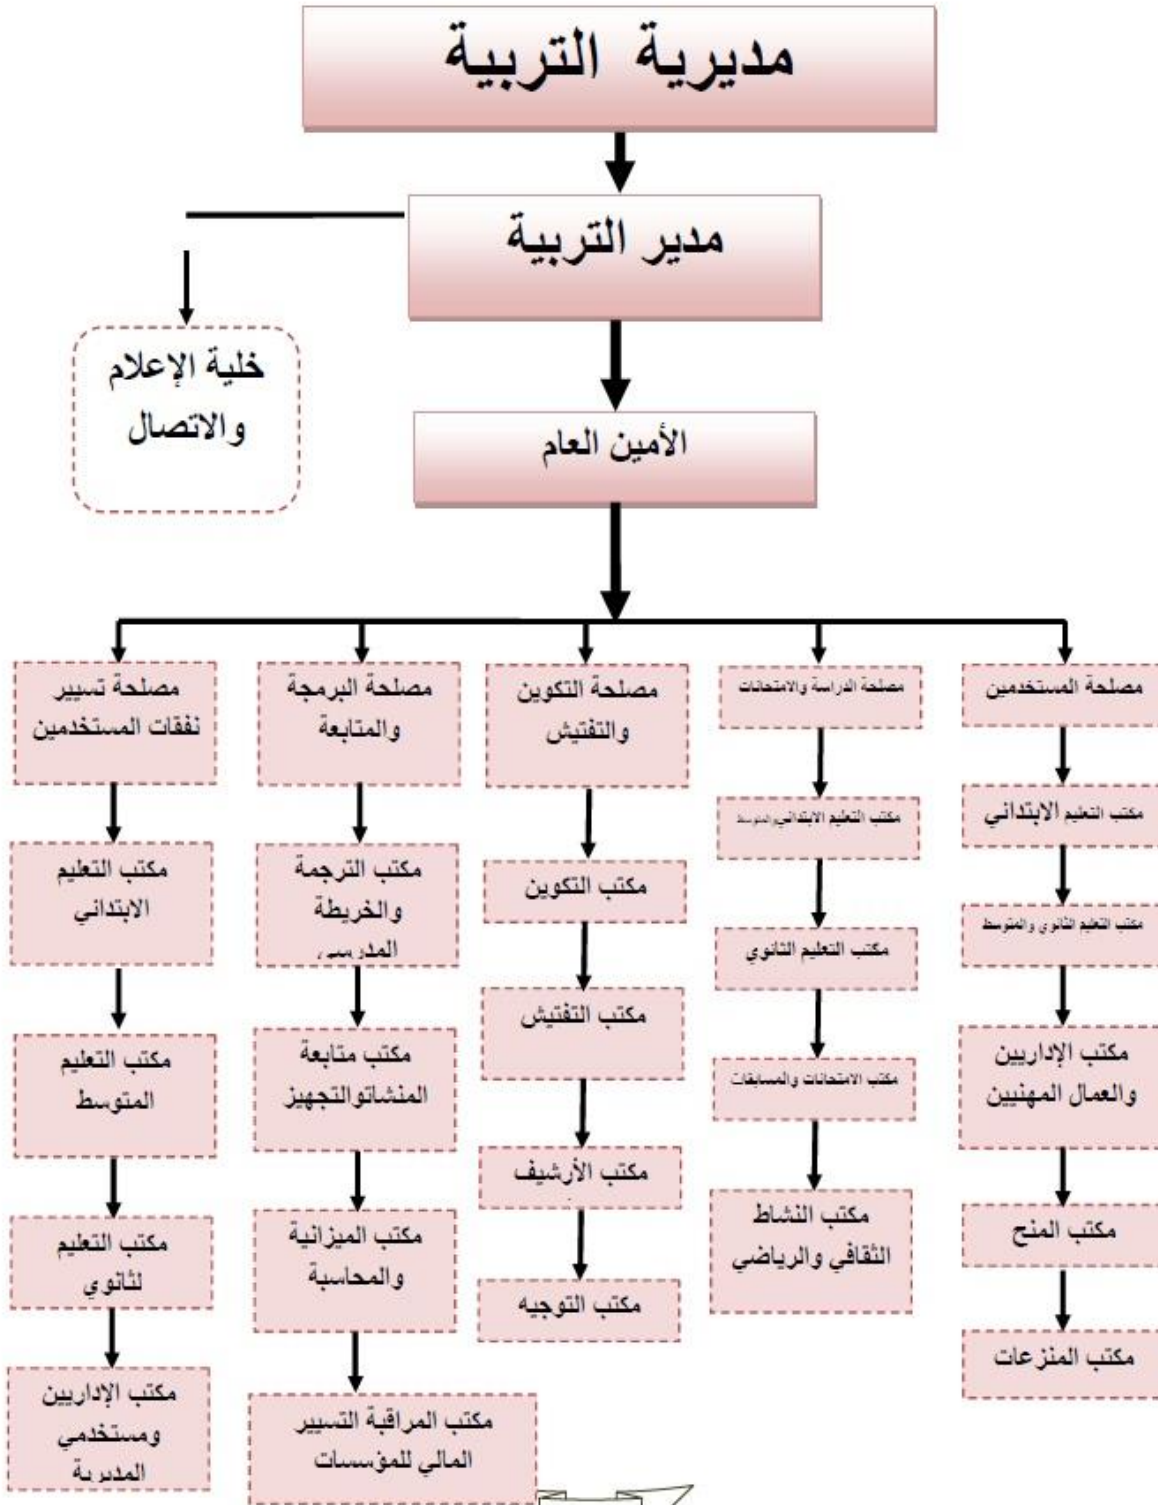 مديرية التربية
مدير التربية
خلية الإعلام
والاتصال
الأمين العام
مصلحة المستخدمين
مكتب التعليم الابتدائي
مكتب التعليم الثانوي والمتوسط
مكتب الإداريين
والعمال المهنيين
مكتب المنح
مكتب المنزعات
مصلحة الدراسة والامتحانات
مكتب التعليم الابتدائي والمتوسط
مكتب التعليم الثانوي
مكتب الامتحانات والمسابقات
مكتب النشاط
الثقافي والرياضي
مصلحة التكوين
والتفتيش
مكتب التكوين
مكتب التفتيش
مكتب الأرشيف
مكتب التوجيه
مصلحة البرمجة
والمتابعة
مكتب الترجمة
والخريطة
مكتب متابعة
المنشاتوالتجهيز
مكتب الميزانية
والمحاسبة
مكتب المراقبة التسيير
المالي للمؤسسات
مصلحة تسيير
نفقات المستخدمين
مكتب التعليم
الابتدائي
مكتب التعليم
المتوسط
مكتب التعليم
لثانوي
مكتب الإداريين
ومستخدمي
المديرية